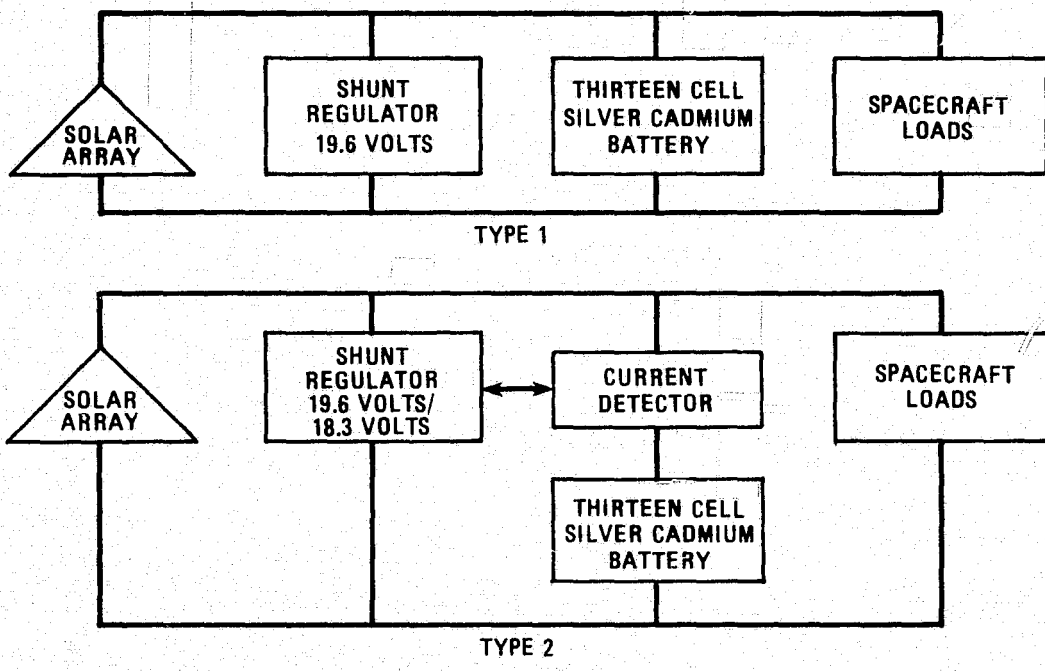 SOLAR
ARRAY
SHUNT
REGULATOR
19.6 VOLTS
THIRTEEN CELL
SILVER CADMIUM
BATTERY
SPACECRAFT
LOADS
TYPE 1
SOLAR
ARRAY
SHUNT
REGULATOR
19.6 VOLTS/
18.3 VOLTS
CURRENT
DETECTOR
THIRTEEN CELL
SILVER CADMIUM
BATTERY
SPACECRAFT
LOADS
TYPE 2